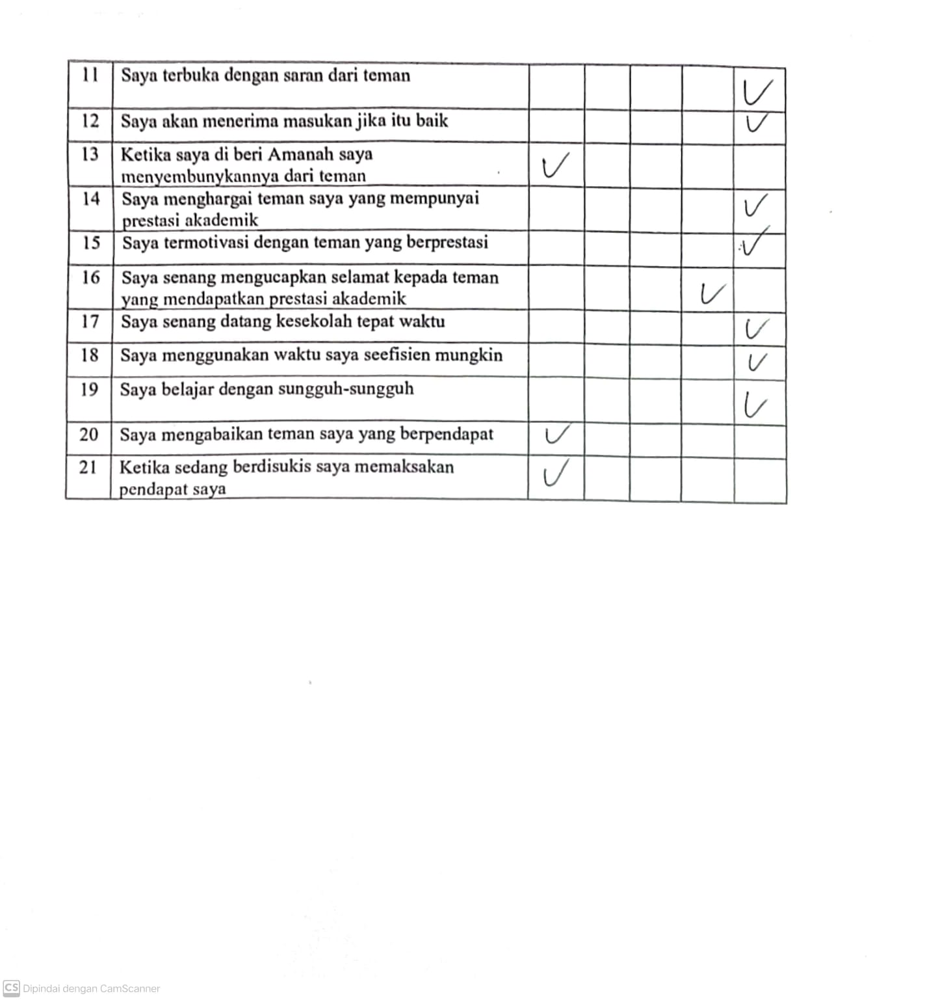 11 Saya terbuka dengan saran dari teman ✓
12 Saya akan menerima masukan jika itu baik ✓
13 Ketika saya di beri Amanah saya ✓
menyembunykannya dari teman
14 Saya menghargai teman saya yang mempunyai ✓
prestasi akademik
15 Saya termotivasi dengan teman yang berprestasi ✓
16 Saya senang mengucapkan selamat kepada teman ✓
yang mendapatkan prestasi akademik
17 Saya senang datang kesekolah tepat waktu ✓
18 Saya menggunakan waktu saya seefisien mungkin ✓
19 Saya belajar dengan sungguh-sungguh ✓
20 Saya mengabaikan teman saya yang berpendapat ✓
21 Ketika sedang berdisukis saya memaksakan ✓
pendapat saya
CS Dipindai dengan CamScanner